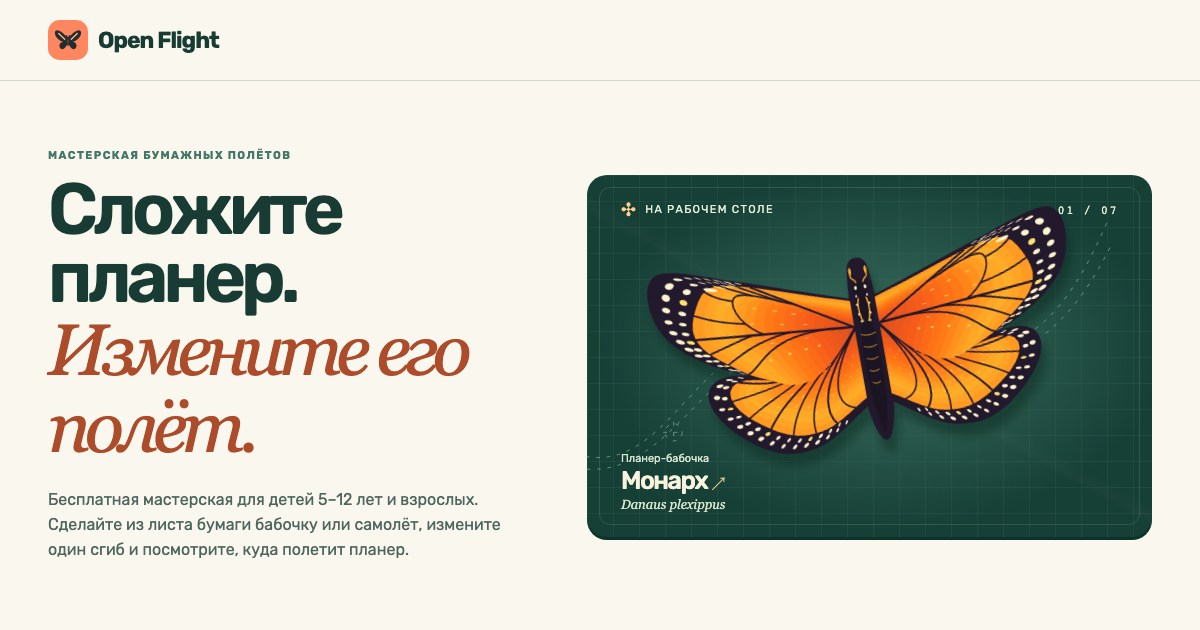 Open Flight
МАСТЕРСКАЯ БУМАЖНЫХ ПОЛЁТОВ
Сложите
планер.
Измените его
полёт.
Бесплатная мастерская для детей 5–12 лет и взрослых.
Сделайте из листа бумаги бабочку или самолёт, измените
один сгиб и посмотрите, куда полетит планер.
НА РАБОЧЕМ СТОЛЕ
01 / 07
Планер-бабочка
Монарх ↗
Danaus plexippus